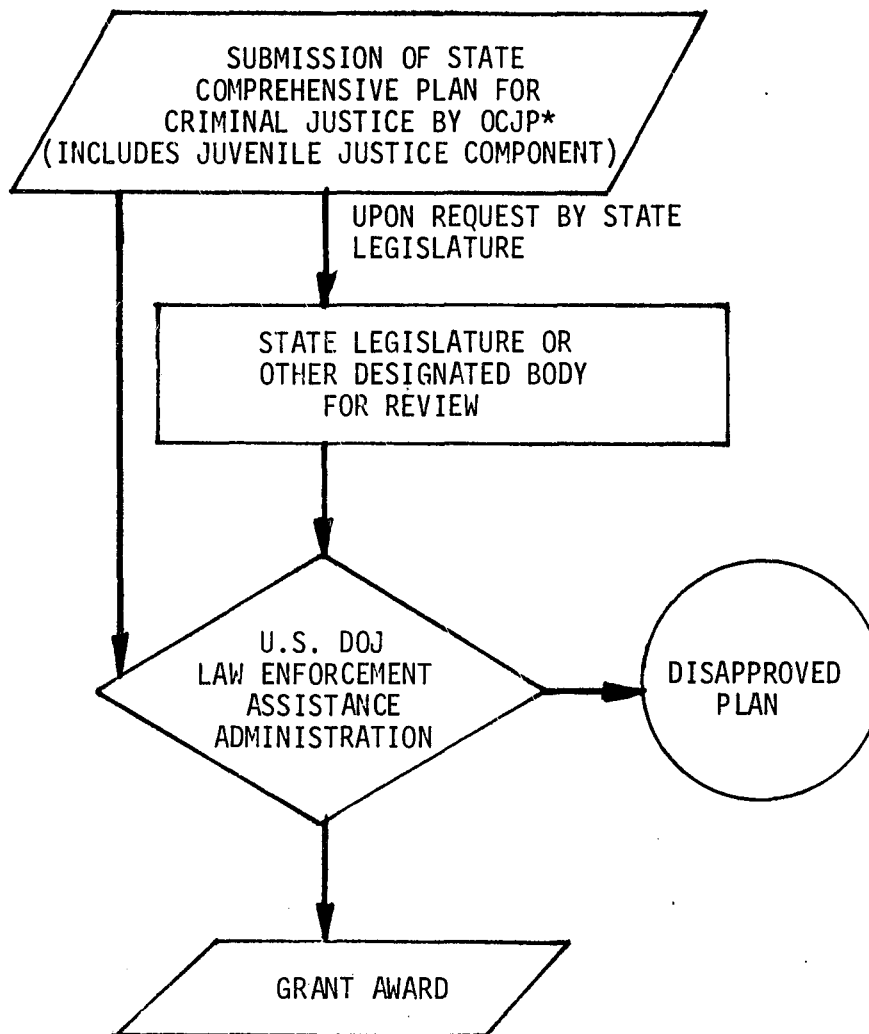 SUBMISSION OF STATE
COMPREHENSIVE PLAN FOR
CRIMINAL JUSTICE BY OCJP*
(INCLUDES JUVENILE JUSTICE COMPONENT)
UPON REQUEST BY STATE
LEGISLATURE
STATE LEGISLATURE OR
OTHER DESIGNATED BODY
FOR REVIEW
U.S. DOJ
LAW ENFORCEMENT
ASSISTANCE
ADMINISTRATION
DISAPPROVED
PLAN
GRANT AWARD